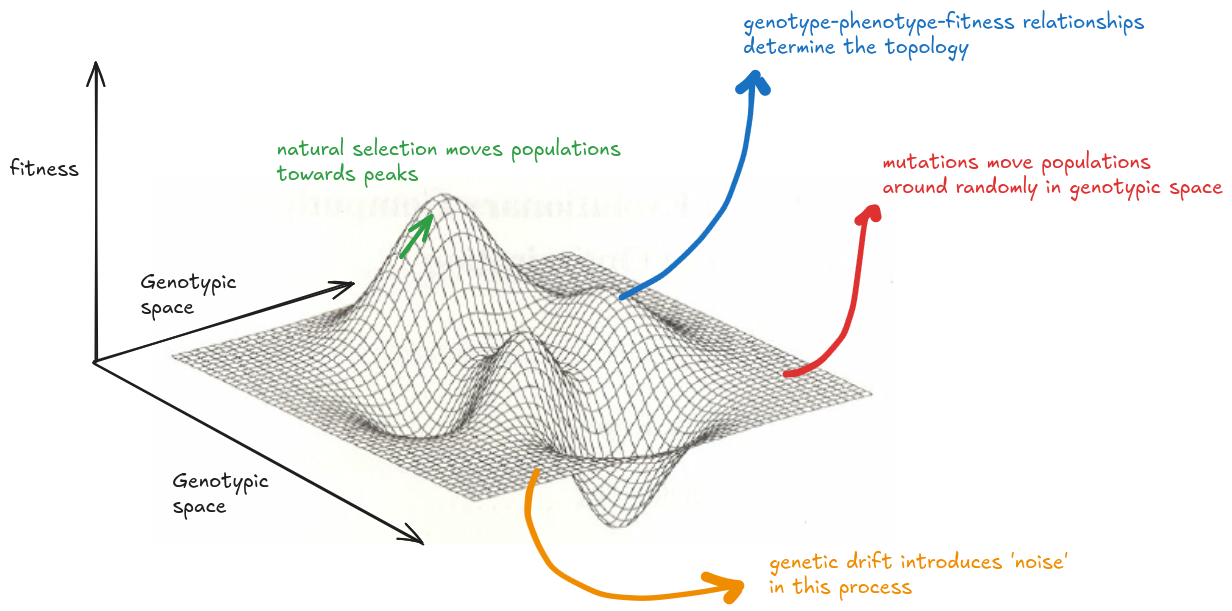 genotype-phenotype-fitness relationships
determine the topology
natural selection moves populations
towards peaks
mutations move populations
around randomly in genotypic space
fitness
Genotypic
space
Genotypic
space
genetic drift introduces 'noise'
in this process